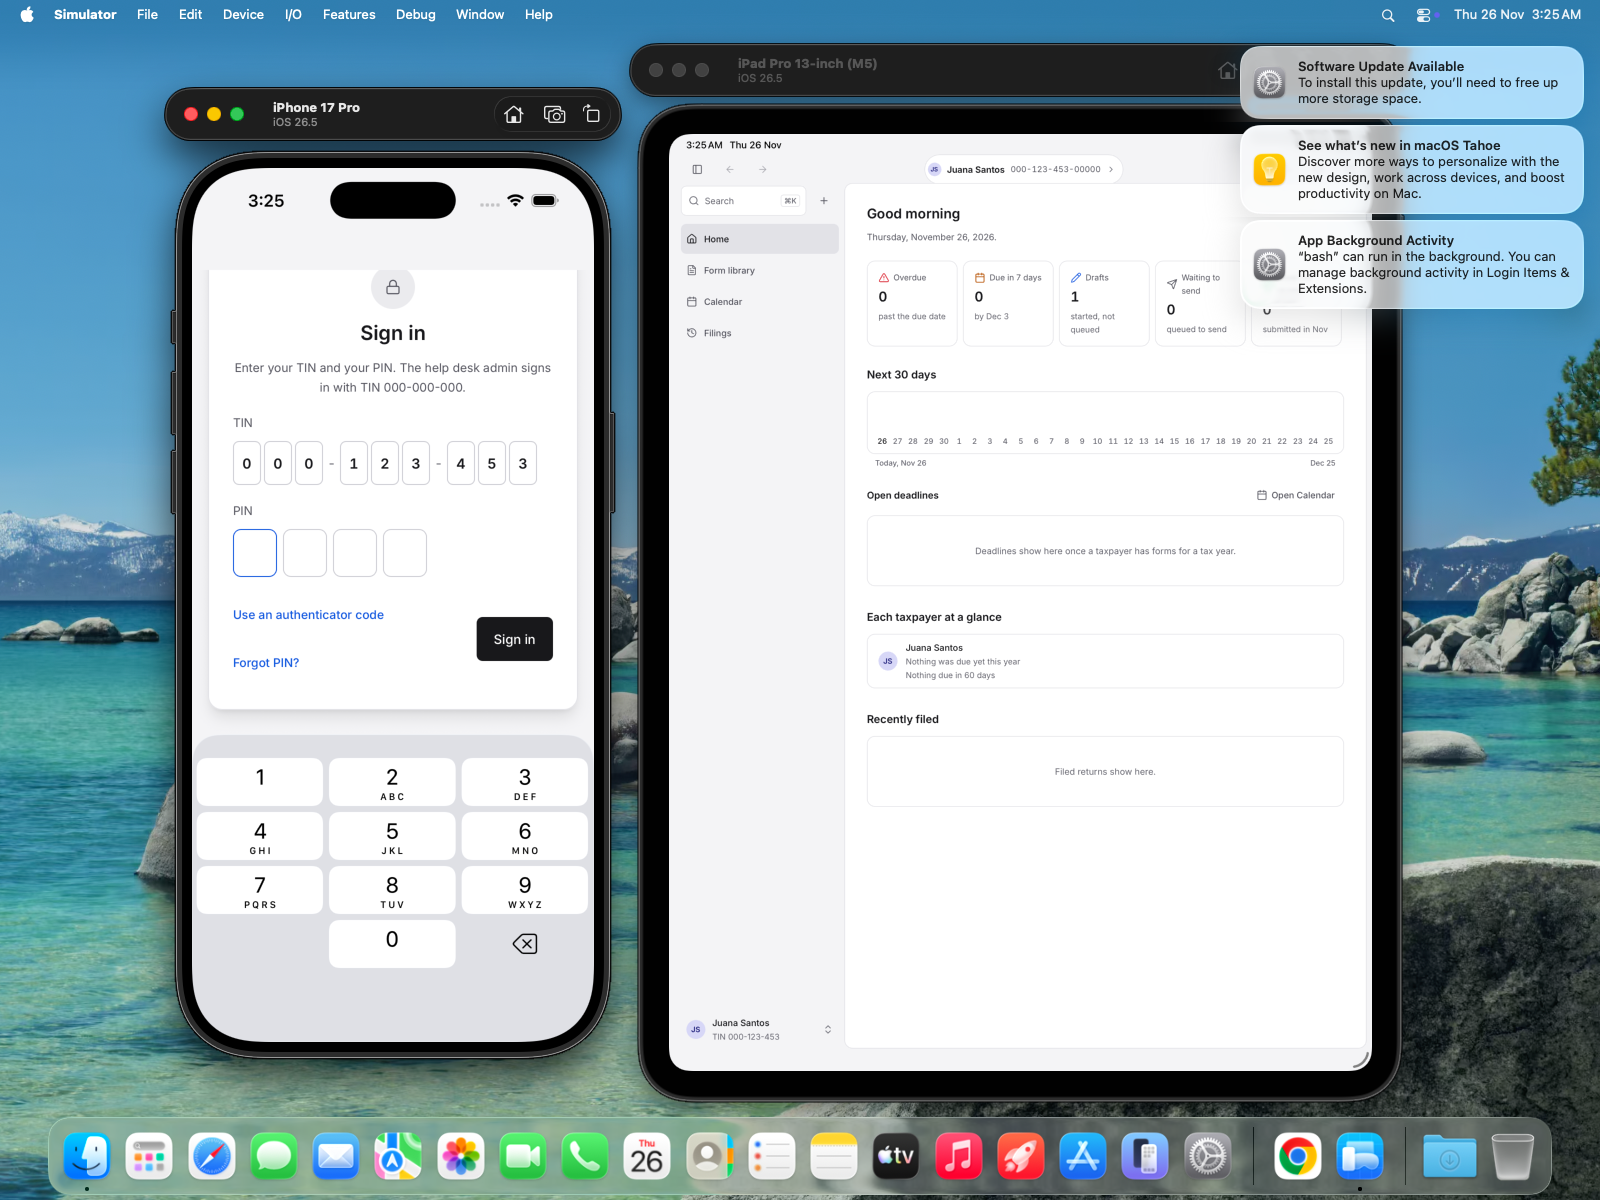 Simulator File Edit Device I/O Features Debug Window Help
Thu 26 Nov 3:25 AM
iPhone 17 Pro
iOS 26.5
3:25
Sign in
Enter your TIN and your PIN. The help desk admin signs
in with TIN 000-000-000.
TIN
0 0 0 - 1 2 3 - 4 5 3
PIN
Use an authenticator code
Sign in
Forgot PIN?
1
2
ABC
3
DEF
4
GHI
5
JKL
6
MNO
7
PQRS
8
TUV
9
WXYZ
0
iPad Pro 13-inch (M5)
iOS 26.5
3:25 AM Thu 26 Nov
JS Juana Santos 000-123-453-00000
Search ⌘K
Home
Form library
Calendar
Filings
Good morning
Thursday, November 26, 2026.
Overdue
0
past the due date
Due in 7 days
0
by Dec 3
Drafts
1
started, not
queued
Waiting to
send
0
queued to send
0
submitted in Nov
Next 30 days
26 27 28 29 30 1 2 3 4 5 6 7 8 9 10 11 12 13 14 15 16 17 18 19 20 21 22 23 24 25
Today, Nov 26
Dec 25
Open deadlines
Open Calendar
Deadlines show here once a taxpayer has forms for a tax year.
Each taxpayer at a glance
JS
Juana Santos
Nothing was due yet this year
Nothing due in 60 days
Recently filed
Filed returns show here.
JS
Juana Santos
TIN 000-123-453
Software Update Available
To install this update, you’ll need to free up
more storage space.
See what’s new in macOS Tahoe
Discover more ways to personalize with the
new design, work across devices, and boost
productivity on Mac.
App Background Activity
“bash” can run in the background. You can
manage background activity in Login Items &
Extensions.
Thu
26
tv